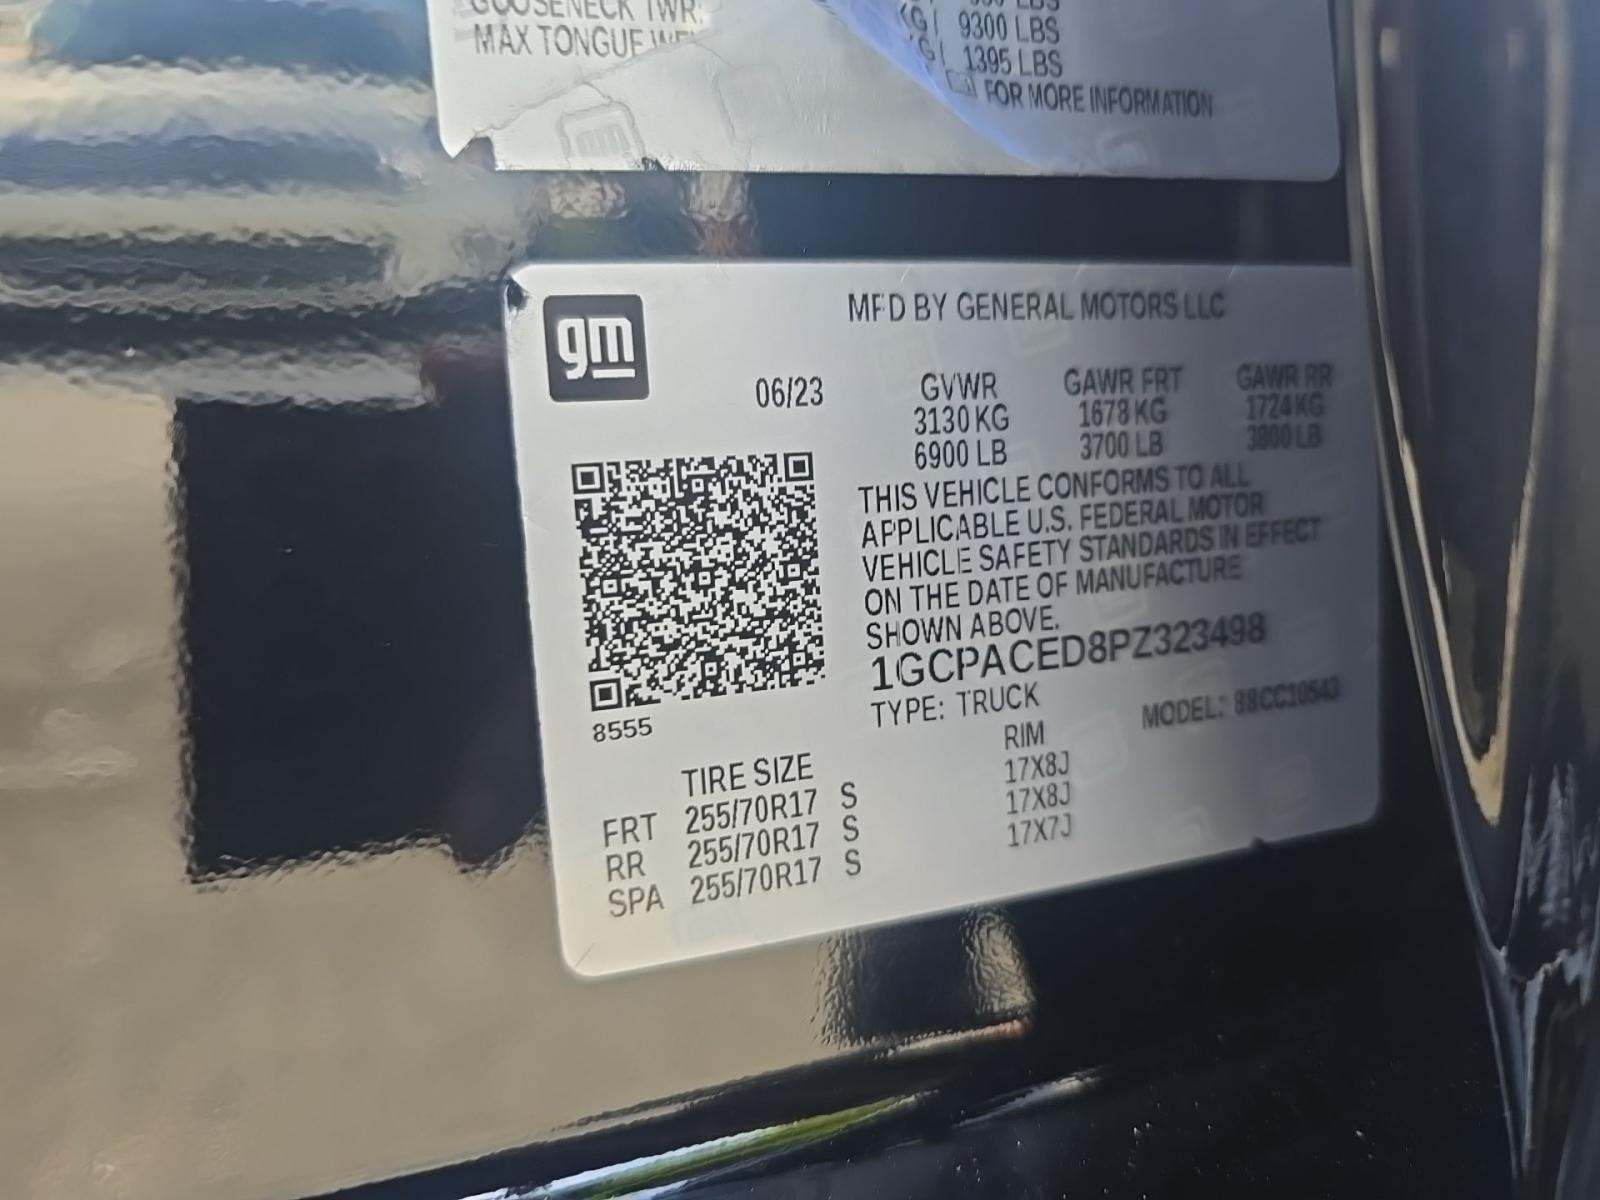 GOOSENECK TWR:
MAX TONGUE
9300 LBS
1395 LBS
FOR MORE INFORMATION
gm
MFD BY GENERAL MOTORS LLC
06/23 GVWR GAWR FRT GAWR RR
3130 KG 1678 KG 1724 KG
6900 LB 3700 LB 3800 LB
THIS VEHICLE CONFORMS TO ALL
APPLICABLE U.S. FEDERAL MOTOR
VEHICLE SAFETY STANDARDS IN EFFECT
ON THE DATE OF MANUFACTURE
SHOWN ABOVE.
1GCPACED8PZ323498
TYPE: TRUCK MODEL: 88CC10543
8555
TIRE SIZE RIM
FRT 255/70R17 S 17X8J
RR 255/70R17 S 17X8J
SPA 255/70R17 S 17X7J